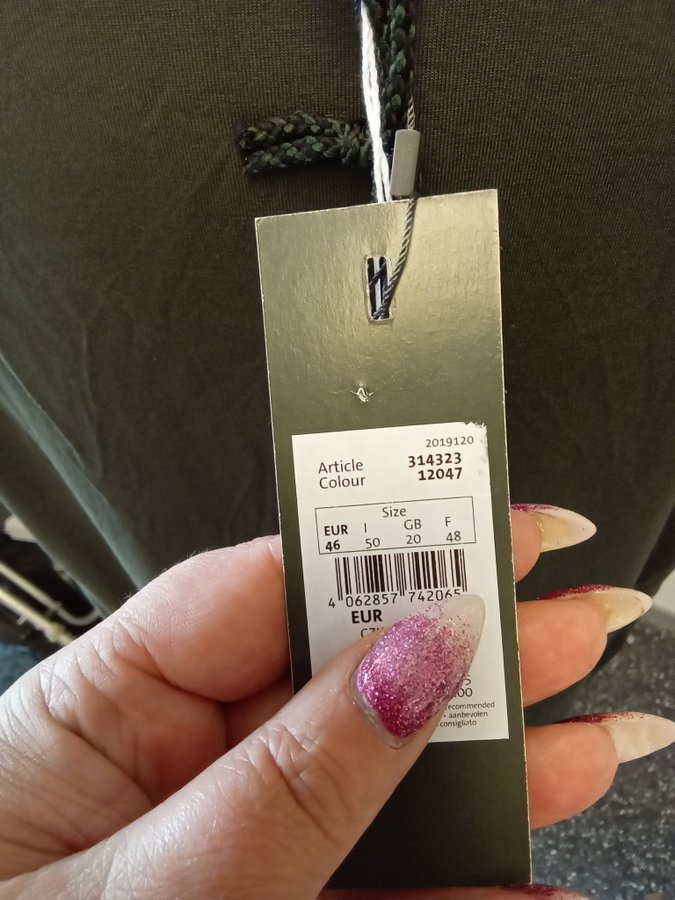 2019120
Article 314323
Colour 12047
Size
EUR I GB F
46 50 20 48
4 062857 742065
EUR
recommended
• aanbevolen
consigliato